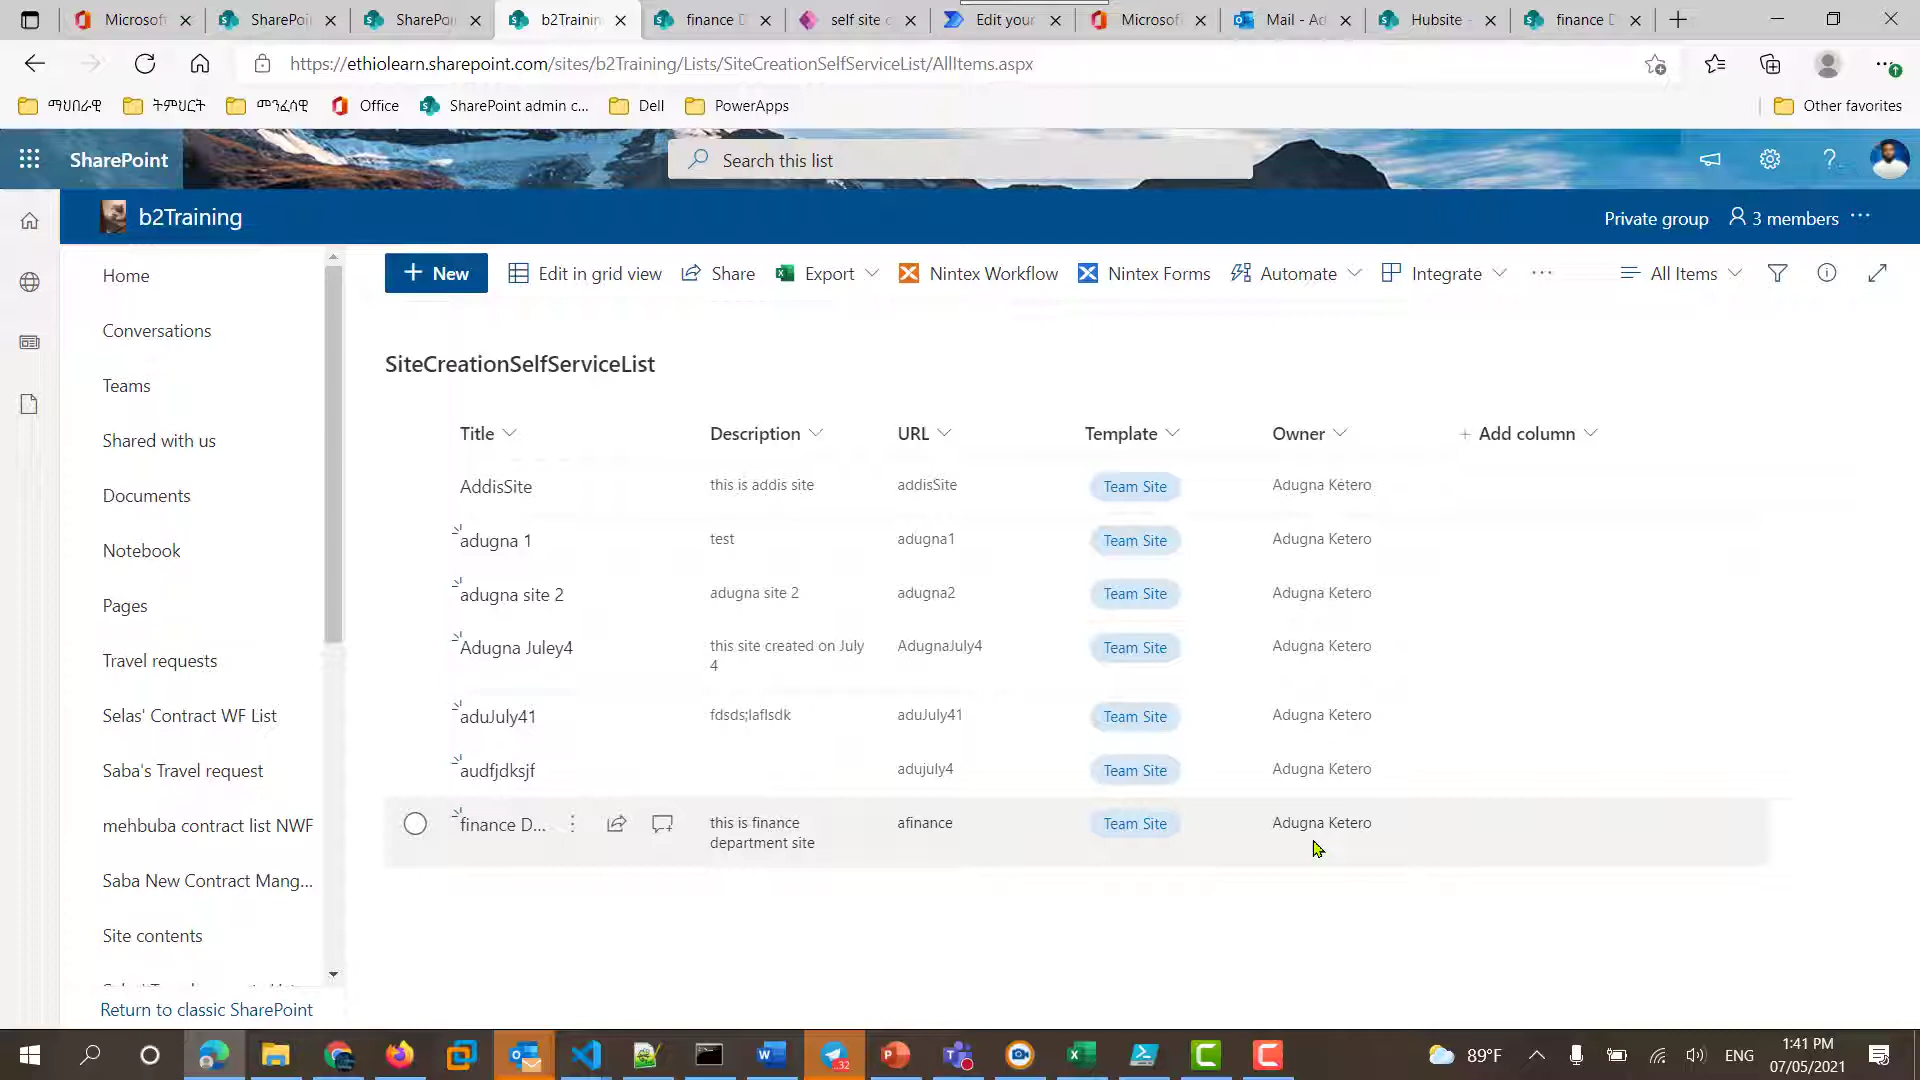 Microsof
SharePoi
SharePoi
b2Trainin
finance D
self site c
Edit your
Microsof
Mail - Ad
Hubsite -
finance D
https://ethiolearn.sharepoint.com/sites/b2Training/Lists/SiteCreationSelfServiceList/AllItems.aspx
ማህበራዊ
ትምህርት
መንፈሳዊ
Office
SharePoint admin c...
Dell
PowerApps
Other favorites
SharePoint
Search this list
?
b2Training
Private group
3 members
Home
Conversations
Teams
Shared with us
Documents
Notebook
Pages
Travel requests
Selas' Contract WF List
Saba's Travel request
mehbuba contract list NWF
Saba New Contract Mang...
Site contents
Return to classic SharePoint
+ New
Edit in grid view
Share
Export
Nintex Workflow
Nintex Forms
Automate
Integrate
...
All Items
SiteCreationSelfServiceList
Title Description URL Template Owner + Add column
AddisSite this is addis site addisSite Team Site Adugna Ketero
adugna 1 test adugna1 Team Site Adugna Ketero
adugna site 2 adugna site 2 adugna2 Team Site Adugna Ketero
Adugna Juley4 this site created on July AdugnaJuly4 Team Site Adugna Ketero
4
aduJuly41 fdsds;laflsdk aduJuly41 Team Site Adugna Ketero
audfjdksjf adujuly4 Team Site Adugna Ketero
finance D... this is finance afinance Team Site Adugna Ketero
department site
32
89°F
ENG
1:41 PM
07/05/2021